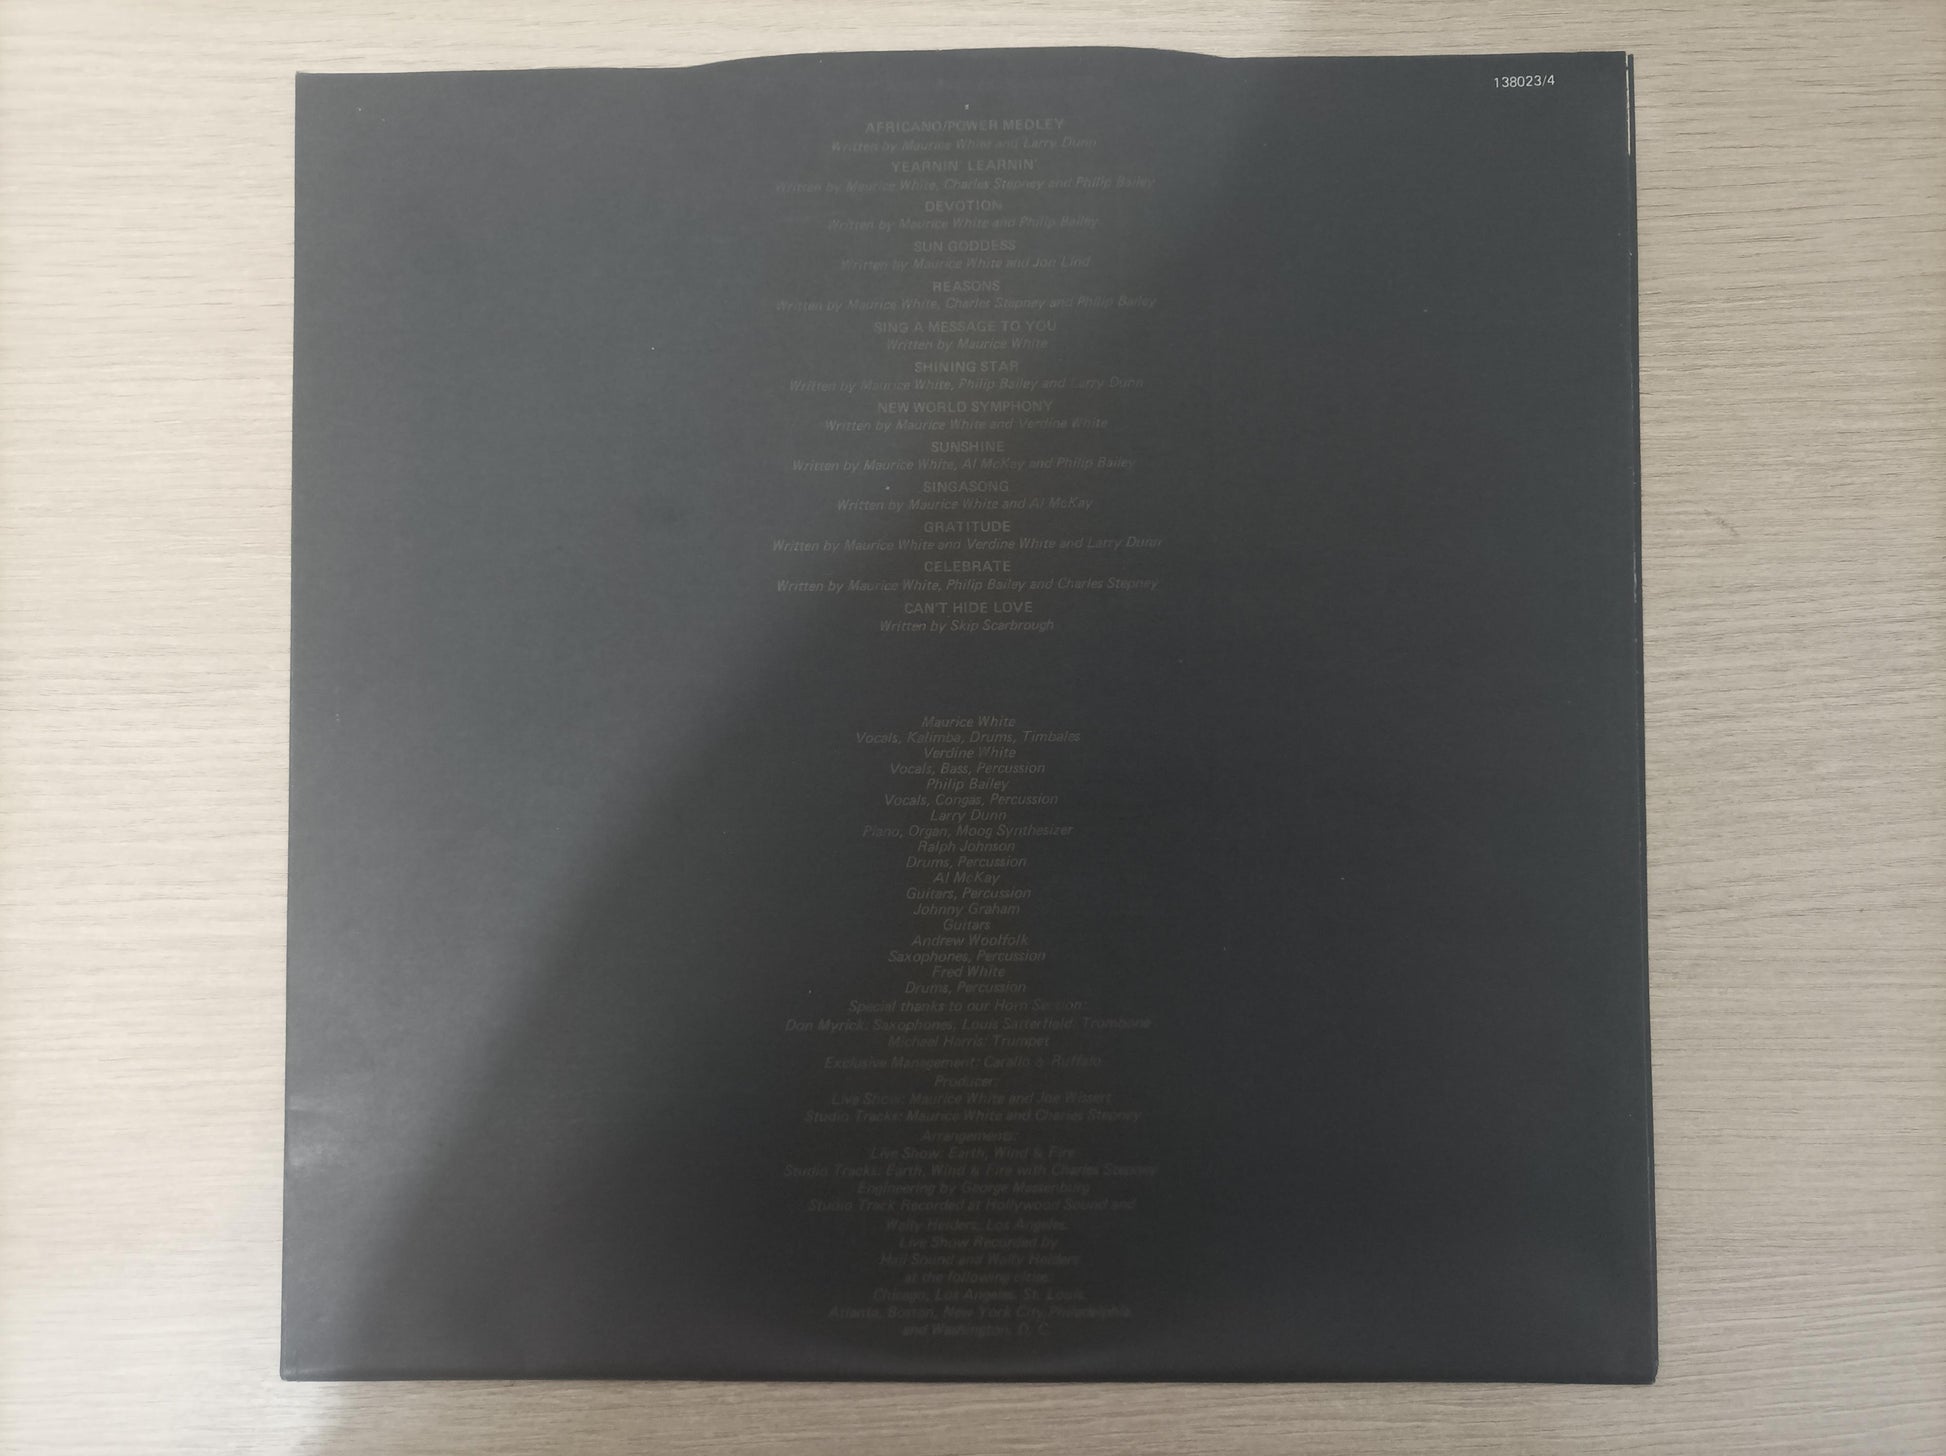 138023/4
AFRICANO/POWER MEDLEY
Written by Maurice White and Larry Dunn
YEARNIN' LEARNIN'
Written by Maurice White, Charles Stepney and Philip Bailey
DEVOTION
Written by Maurice White and Philip Bailey
SUN GODDESS
Written by Maurice White and Jon Lind
REASONS
Written by Maurice White, Charles Stepney and Philip Bailey
SING A MESSAGE TO YOU
Written by Maurice White
SHINING STAR
Written by Maurice White, Philip Bailey and Larry Dunn
NEW WORLD SYMPHONY
Written by Maurice White and Verdine White
SUNSHINE
Written by Maurice White, Al McKay and Philip Bailey
SINGASONG
Written by Maurice White and Al McKay
GRATITUDE
Written by Maurice White and Verdine White and Larry Dunn
CELEBRATE
Written by Maurice White, Philip Bailey and Charles Stepney
CAN'T HIDE LOVE
Written by Skip Scarbrough
Maurice White
Vocals, Kalimba, Drums, Timbales
Verdine White
Vocals, Bass, Percussion
Philip Bailey
Vocals, Congas, Percussion
Larry Dunn
Piano, Organ, Moog Synthesizer
Ralph Johnson
Drums, Percussion
Al McKay
Guitars, Percussion
Johnny Graham
Guitars
Andrew Woolfolk
Saxophones, Percussion
Fred White
Drums, Percussion
Special thanks to our Horn Section:
Don Myrick: Saxophones, Louis Satterfield: Trombone
Michael Harris: Trumpet
Exclusive Management: Carallo & Ruffalo
Producer:
Live Show: Maurice White and Joe Wissert
Studio Tracks: Maurice White and Charles Stepney
Arrangements:
Live Show: Earth, Wind & Fire
Studio Tracks: Earth, Wind & Fire with Charles Stepney
Engineering by George Massenburg
Studio Track Recorded at Hollywood Sound and
Wally Heiders, Los Angeles.
Live Show Recorded by
Haji Sound and Wally Heiders
at the following cities:
Chicago, Los Angeles, St. Louis,
Atlanta, Boston, New York City, Philadelphia
and Washington, D. C.